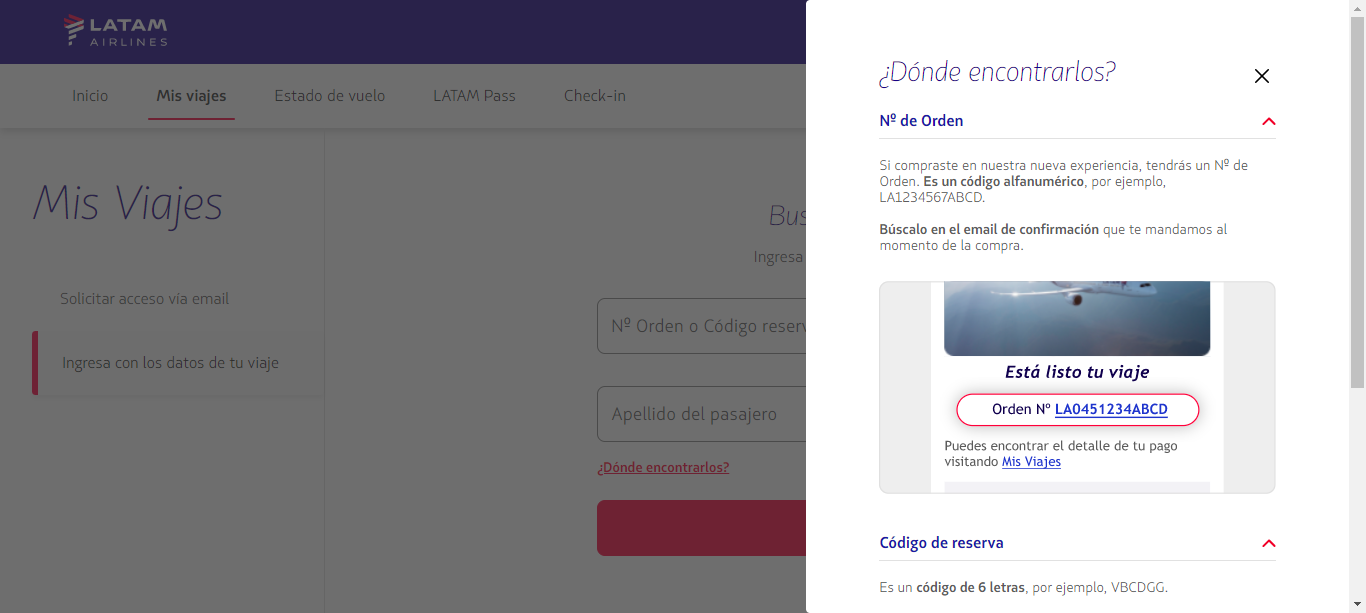 LATAM
AIRLINES
Inicio
Mis viajes
Estado de vuelo
LATAM Pass
Check-in
Mis Viajes
Solicitar acceso vía email
Ingresa con los datos de tu viaje
Ingresa
Nº Orden o Código
Apellido del pasajero
¿Dónde encontrarlos?
¿Dónde encontrarlos?
Nº de Orden
Si compraste en nuestra nueva experiencia, tendrás un Nº de
Orden. Es un código alfanumérico, por ejemplo,
LA1234567ABCD.
Búscalo en el email de confirmación que te mandamos al
momento de la compra.
Está listo tu viaje
Orden Nº LA0451234ABCD
Puedes encontrar el detalle de tu pago
visitando Mis Viajes
Código de reserva
Es un código de 6 letras, por ejemplo, VBCDGG.